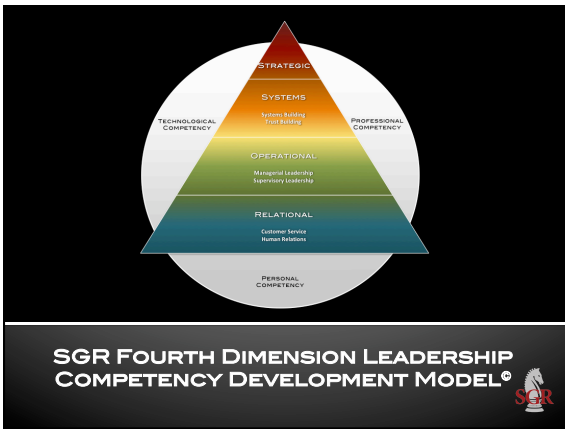 STRATEGIC
SYSTEMS
Systems Building
Trust Building
TECHNOLOGICAL
COMPETENCY
PROFESSIONAL
COMPETENCY
OPERATIONAL
Managerial Leadership
Supervisory Leadership
RELATIONAL
Customer Service
Human Relations
PERSONAL
COMPETENCY
SGR FOURTH DIMENSION LEADERSHIP
COMPETENCY DEVELOPMENT MODEL©
SGR